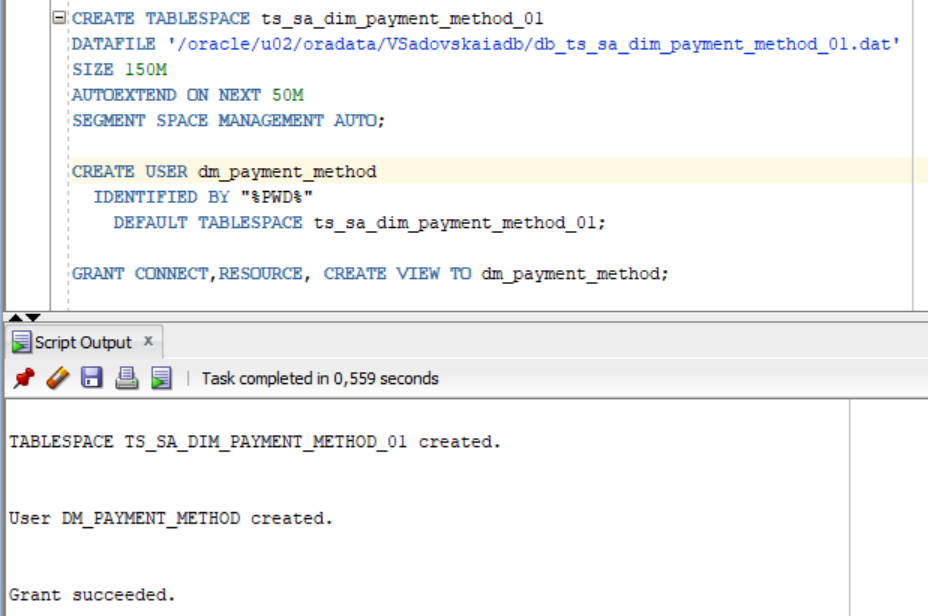 CREATE TABLESPACE ts_sa_dim_payment_method_01
DATAFILE '/oracle/u02/oradata/VSadovskaiadb/db_ts_sa_dim_payment_method_01.dat'
SIZE 150M
AUTOEXTEND ON NEXT 50M
SEGMENT SPACE MANAGEMENT AUTO;
CREATE USER dm_payment_method
IDENTIFIED BY "%PWD%"
DEFAULT TABLESPACE ts_sa_dim_payment_method_01;
GRANT CONNECT,RESOURCE, CREATE VIEW TO dm_payment_method;
Script Output x
Task completed in 0,559 seconds
TABLESPACE TS_SA_DIM_PAYMENT_METHOD_01 created.
User DM_PAYMENT_METHOD created.
Grant succeeded.